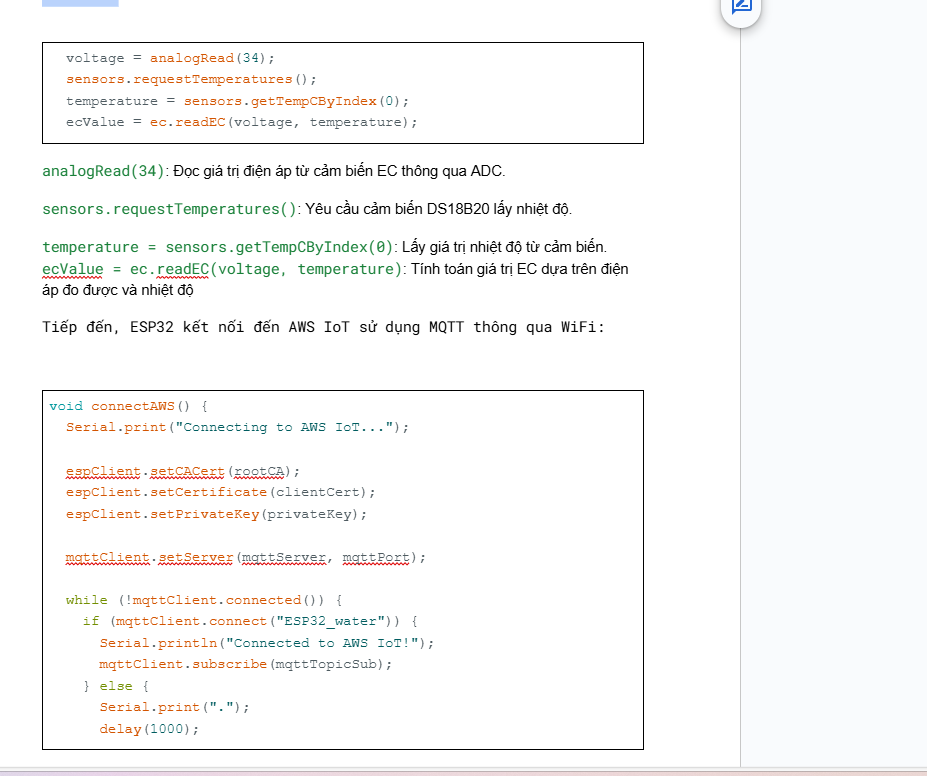 voltage = analogRead(34);
sensors.requestTemperatures();
temperature = sensors.getTempCByIndex(0);
ecValue = ec.readEC(voltage, temperature);
analogRead(34): Đọc giá trị điện áp từ cảm biến EC thông qua ADC.
sensors.requestTemperatures(): Yêu cầu cảm biến DS18B20 lấy nhiệt độ.
temperature = sensors.getTempCByIndex(0): Lấy giá trị nhiệt độ từ cảm biến.
ecValue = ec.readEC(voltage, temperature): Tính toán giá trị EC dựa trên điện
áp đo được và nhiệt độ
Tiếp đến, ESP32 kết nối đến AWS IoT sử dụng MQTT thông qua WiFi:
void connectAWS() {
Serial.print("Connecting to AWS IoT...");
espClient.setCACert(rootCA);
espClient.setCertificate(clientCert);
espClient.setPrivateKey(privateKey);
mqttClient.setServer(mqttServer, mqttPort);
while (!mqttClient.connected()) {
if (mqttClient.connect("ESP32_water")) {
Serial.println("Connected to AWS IoT!");
mqttClient.subscribe(mqttTopicSub);
} else {
Serial.print(".");
delay(1000);